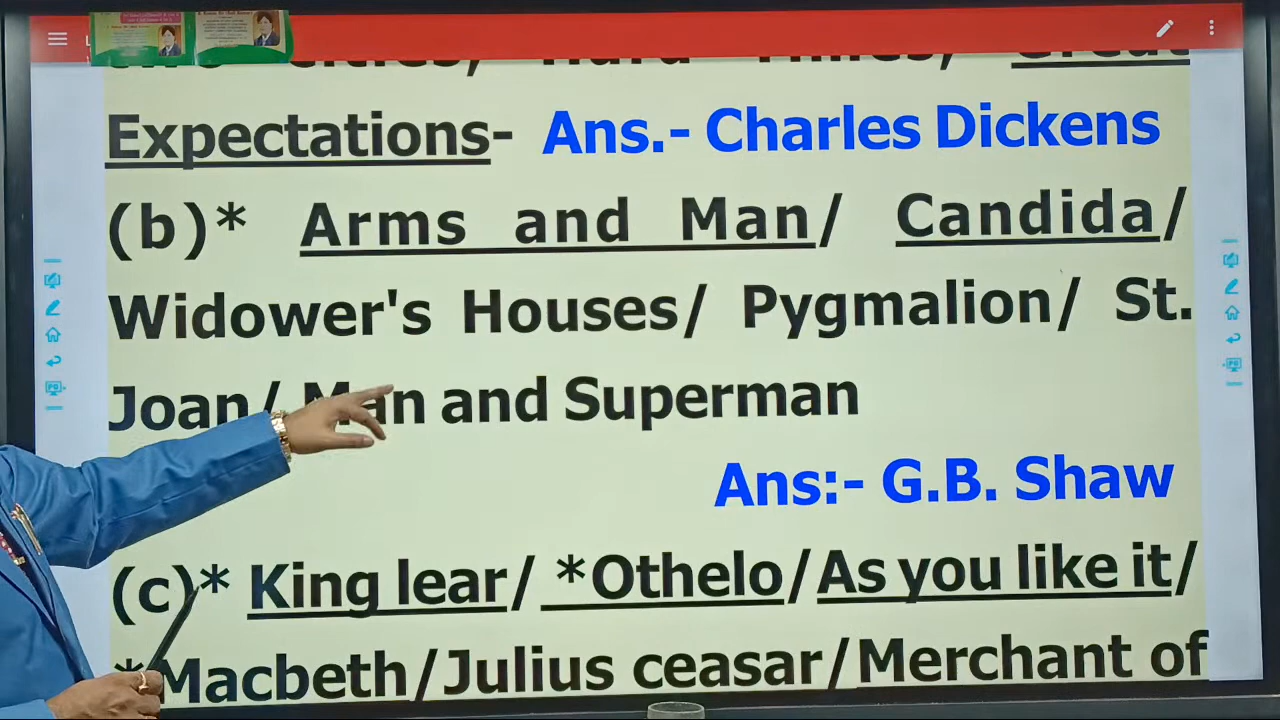 Expectations- Ans.- Charles Dickens
(b)* Arms and Man/ Candida/
Widower's Houses/ Pygmalion/ St.
Joan/ Man and Superman
Ans:- G.B. Shaw
(c)* King lear/ *Othelo/As you like it/
*Macbeth/Julius ceasar/Merchant of